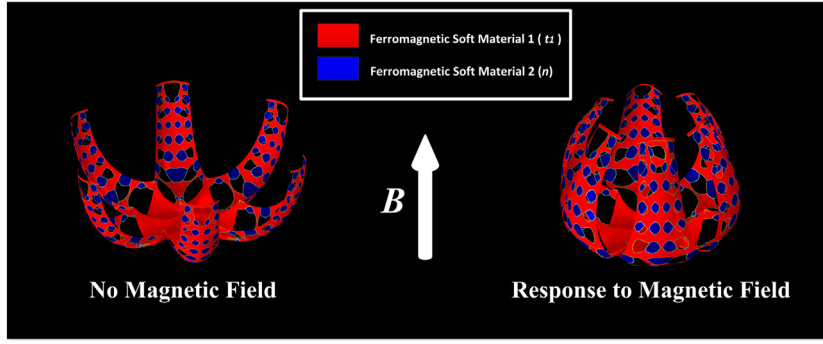 Ferromagnetic Soft Material 1 ( t1 )
Ferromagnetic Soft Material 2 (n)
B
No Magnetic Field
Response to Magnetic Field